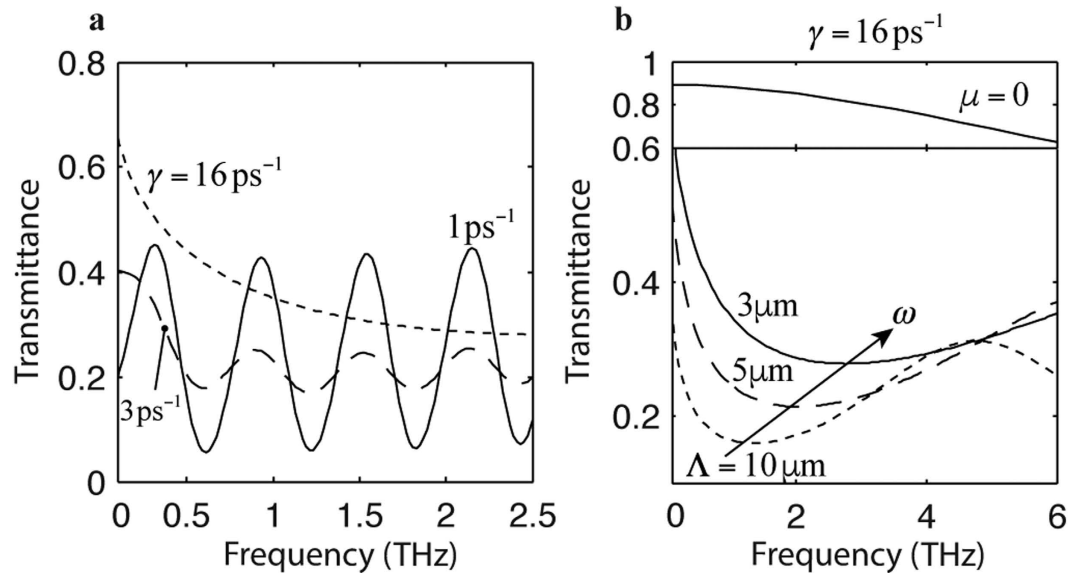 a
0.8
0.6
0.4
0.2
0
Transmittance
γ = 16 ps⁻¹
1 ps⁻¹
3 ps⁻¹
0 0.5 1 1.5 2 2.5
Frequency (THz)
b
γ = 16 ps⁻¹
1
0.8
0.6
0.4
0.2
Transmittance
μ = 0
3 μm
ω
5 μm
Λ = 10 μm
0 2 4 6
Frequency (THz)